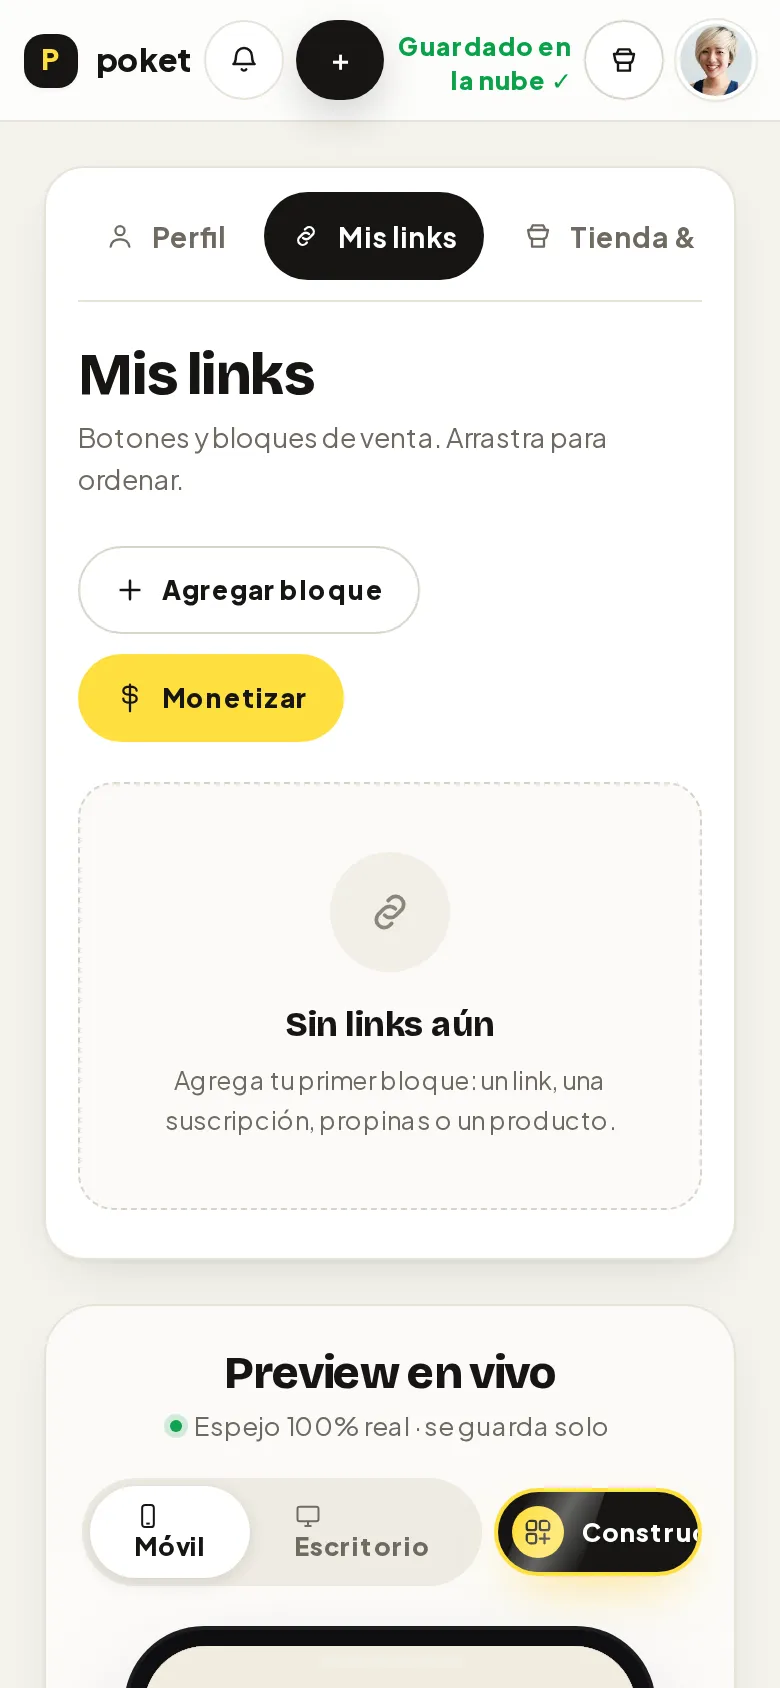 P poket + Guardado en
la nube ✓
Perfil Mis links Tienda &
Mis links
Botones y bloques de venta. Arrastra para
ordenar.
+ Agregar bloque
$ Monetizar
Sin links aún
Agrega tu primer bloque: un link, una
suscripción, propinas o un producto.
Preview en vivo
Espejo 100% real · se guarda solo
Móvil Escritorio Construc